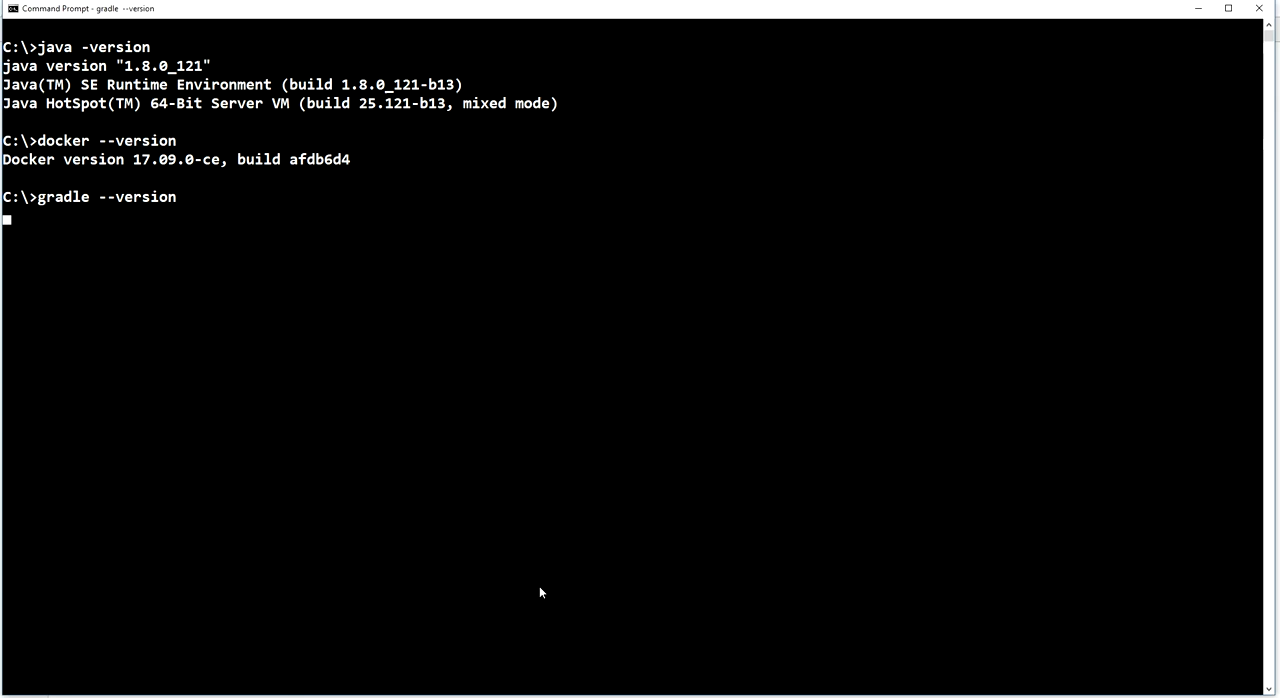 Command Prompt - gradle --version
C:\>java -version
java version "1.8.0_121"
Java(TM) SE Runtime Environment (build 1.8.0_121-b13)
Java HotSpot(TM) 64-Bit Server VM (build 25.121-b13, mixed mode)
C:\>docker --version
Docker version 17.09.0-ce, build afdb6d4
C:\>gradle --version